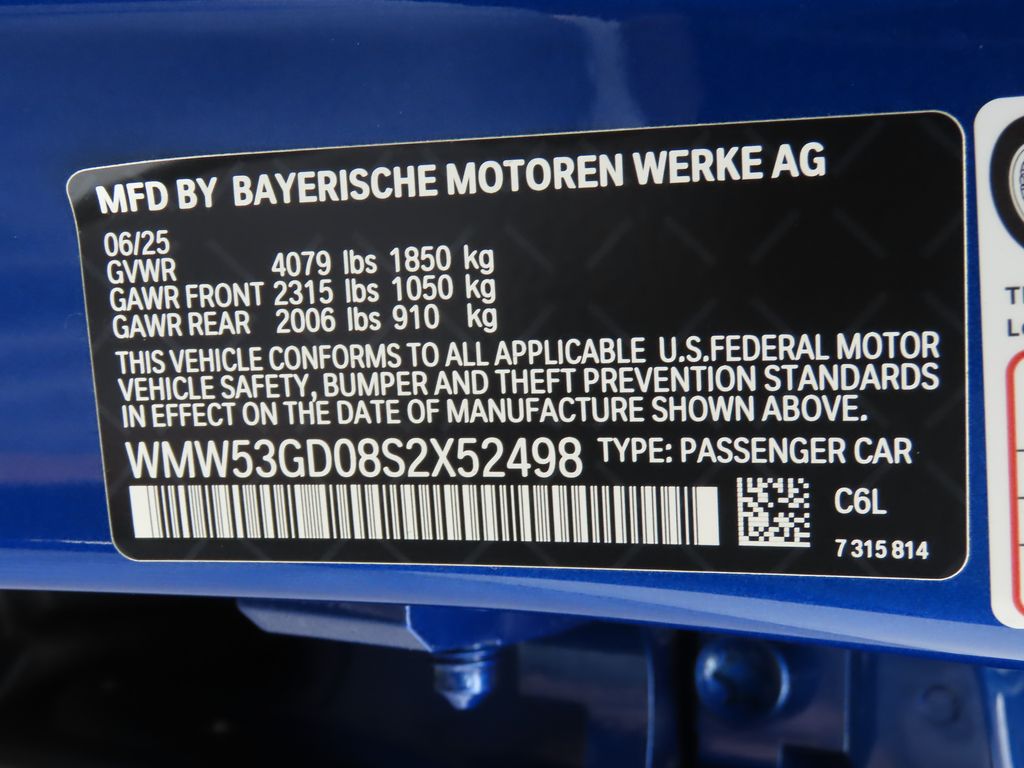 MFD BY BAYERISCHE MOTOREN WERKE AG
06/25
GVWR 4079 lbs 1850 kg
GAWR FRONT 2315 lbs 1050 kg
GAWR REAR 2006 lbs 910 kg
THIS VEHICLE CONFORMS TO ALL APPLICABLE U.S.FEDERAL MOTOR
VEHICLE SAFETY, BUMPER AND THEFT PREVENTION STANDARDS
IN EFFECT ON THE DATE OF MANUFACTURE SHOWN ABOVE.
WMW53GD08S2X52498 TYPE: PASSENGER CAR
C6L
7 315 814